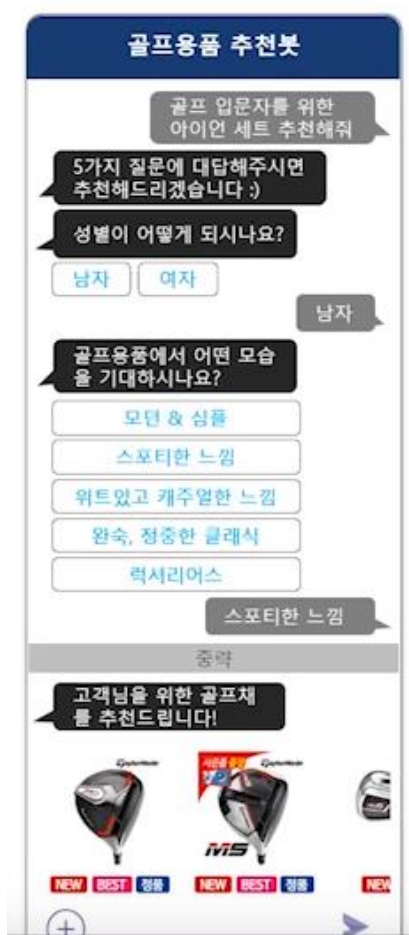 골프용품 추천봇
골프 입문자를 위한
아이언 세트 추천해줘
5가지 질문에 대답해주시면
추천해드리겠습니다 :)
성별이 어떻게 되시나요?
남자
여자
남자
골프용품에서 어떤 모습
을 기대하시나요?
모던 & 심플
스포티한 느낌
위트있고 캐주얼한 느낌
완숙, 정중한 클래식
럭셔리어스
스포티한 느낌
중략
고객님을 위한 골프채
를 추천드립니다!
TaylorMade
사은품 증정
TaylorMade
M5
NEW BEST 정품
NEW BEST 정품
NEW